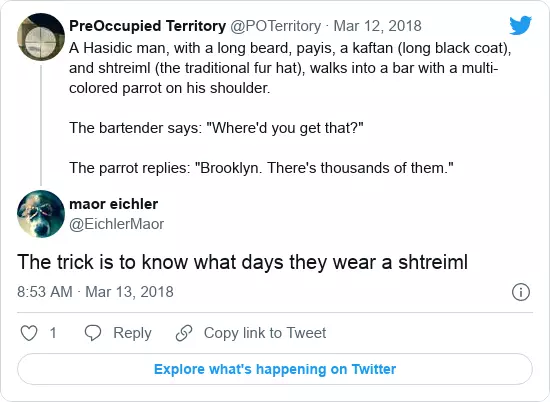 PreOccupied Territory @POTerritory · Mar 12, 2018
A Hasidic man, with a long beard, payis, a kaftan (long black coat),
and shtreiml (the traditional fur hat), walks into a bar with a multi-
colored parrot on his shoulder.
The bartender says: "Where'd you get that?"
The parrot replies: "Brooklyn. There's thousands of them."
maor eichler
@EichlerMaor
The trick is to know what days they wear a shtreiml
8:53 AM · Mar 13, 2018
1 Reply Copy link to Tweet
Explore what's happening on Twitter